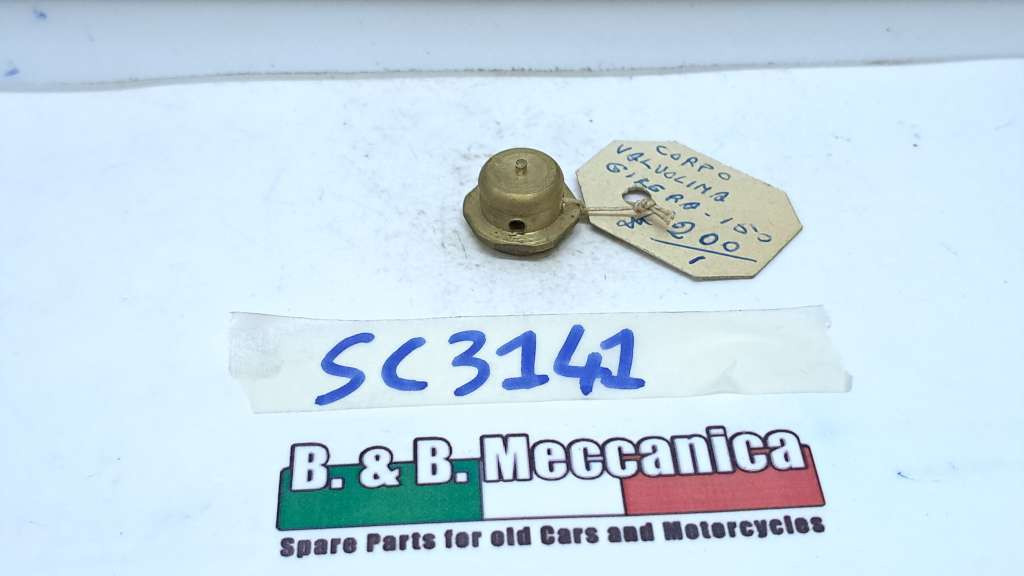 CORPO
VALVOLINA
GILERA-150
200
1
SC3141
B. & B. Meccanica
Spare Parts for old Cars and Motorcycles